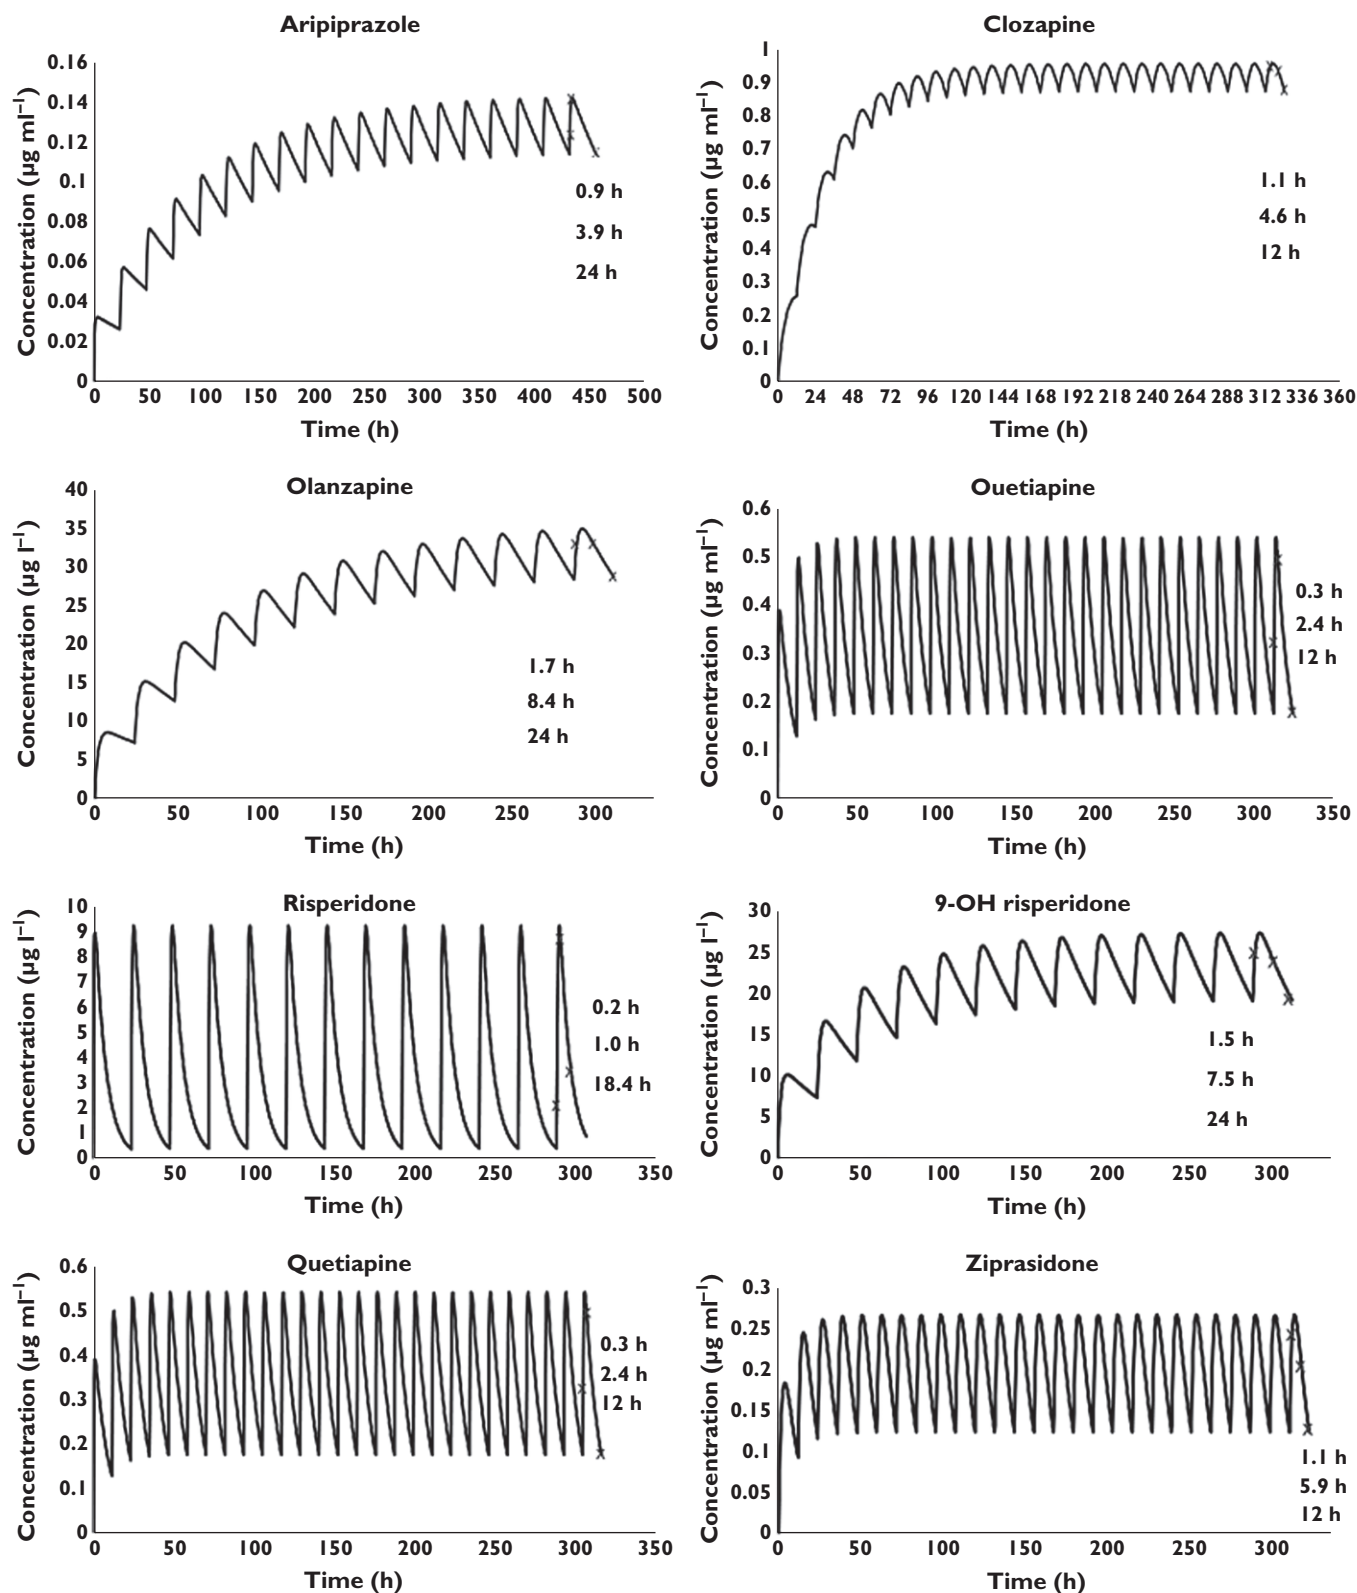 Aripiprazole
Concentration (µg ml⁻¹)
0.16
0.14
0.12
0.1
0.08
0.06
0.04
0.02
0
0 50 100 150 200 250 300 350 400 450 500
Time (h)
0.9 h
3.9 h
24 h
Clozapine
Concentration (µg ml⁻¹)
1
0.9
0.8
0.7
0.6
0.5
0.4
0.3
0.2
0.1
0
0 24 48 72 96 120 144 168 192 218 240 264 288 312 336 360
Time (h)
1.1 h
4.6 h
12 h
Olanzapine
Concentration (µg l⁻¹)
40
35
30
25
20
15
10
5
0
0 50 100 150 200 250 300
Time (h)
1.7 h
8.4 h
24 h
Ouetiapine
Concentration (µg ml⁻¹)
0.6
0.5
0.4
0.3
0.2
0.1
0
0 50 100 150 200 250 300 350
Time (h)
0.3 h
2.4 h
12 h
Risperidone
Concentration (µg l⁻¹)
10
9
8
7
6
5
4
3
2
1
0
0 50 100 150 200 250 300 350
Time (h)
0.2 h
1.0 h
18.4 h
9-OH risperidone
Concentration (µg l⁻¹)
30
25
20
15
10
5
0
0 50 100 150 200 250 300
Time (h)
1.5 h
7.5 h
24 h
Quetiapine
Concentration (µg ml⁻¹)
0.6
0.5
0.4
0.3
0.2
0.1
0
0 50 100 150 200 250 300 350
Time (h)
0.3 h
2.4 h
12 h
Ziprasidone
Concentration (µg ml⁻¹)
0.3
0.25
0.2
0.15
0.1
0.05
0
0 50 100 150 200 250 300
Time (h)
1.1 h
5.9 h
12 h